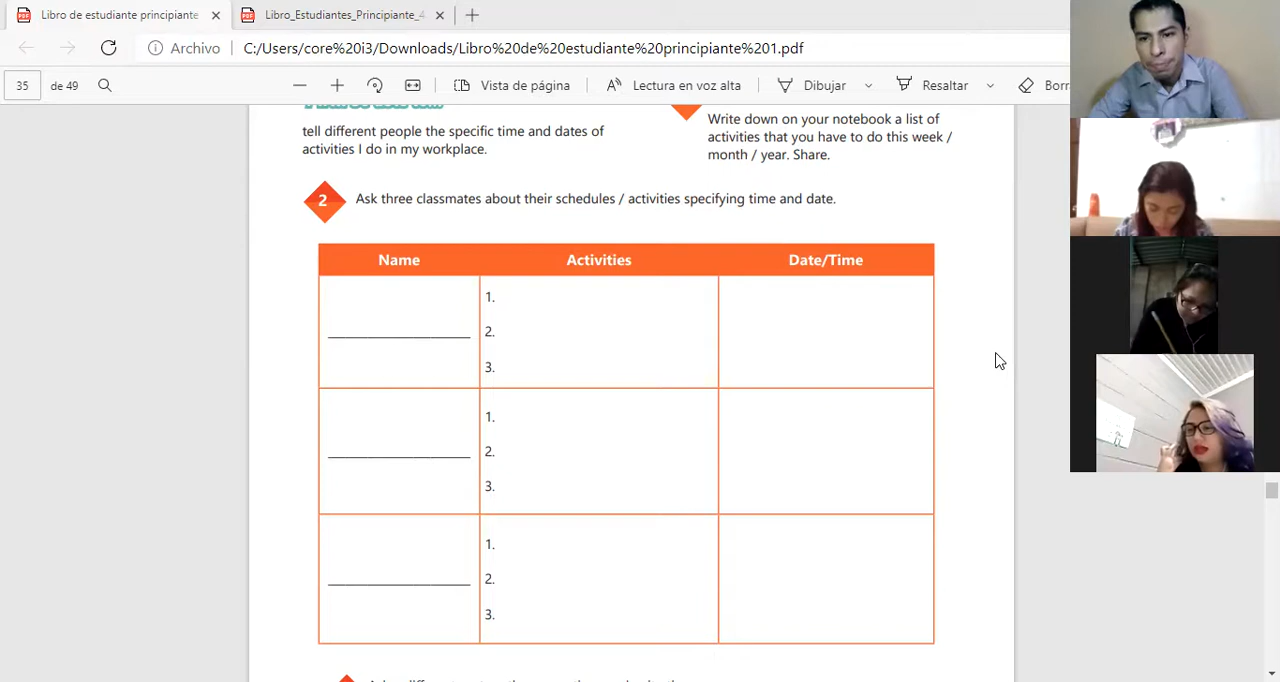 Libro de estudiante principiante
Libro_Estudiantes_Principiante_4
Archivo
C:/Users/core%20i3/Downloads/Libro%20de%20estudiante%20principiante%201.pdf
35 de 49
Vista de página
Lectura en voz alta
Dibujar
Resaltar
Borr
tell different people the specific time and dates of
activities I do in my workplace.
Write down on your notebook a list of
activities that you have to do this week /
month / year. Share.
2 Ask three classmates about their schedules / activities specifying time and date.
Name Activities Date/Time
1.
2.
3.
1.
2.
3.
1.
2.
3.